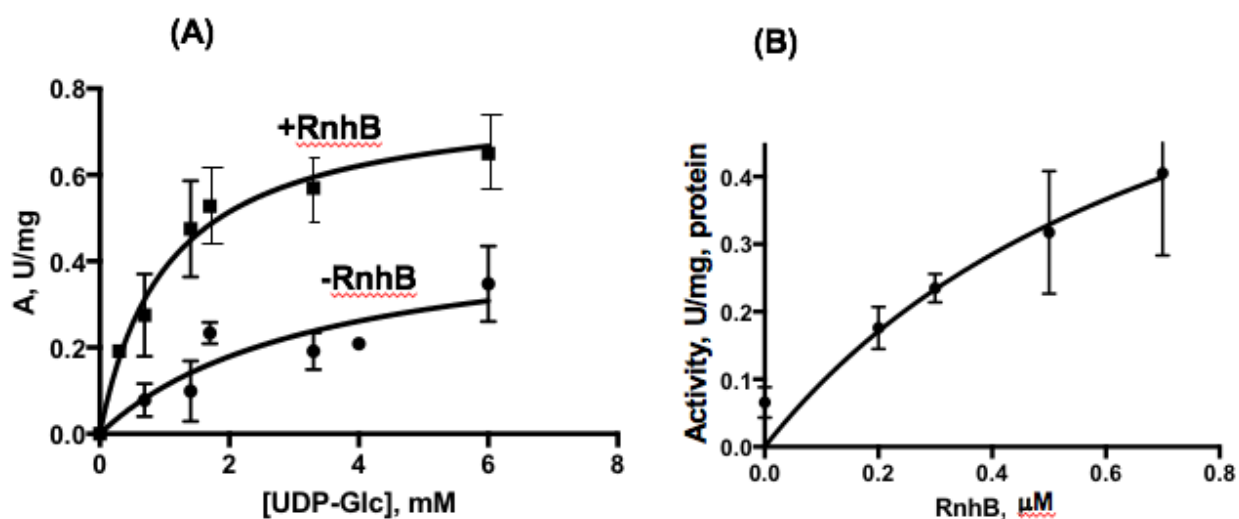 (A)
(B)
0.8
0.6
0.4
0.2
0.0
A, U/mg
+RnhB
-RnhB
0
2
4
6
8
[UDP-Glc], mM
0.4
0.3
0.2
0.1
0.0
Activity, U/mg, protein
0.0
0.2
0.4
0.6
0.8
RnhB, μM